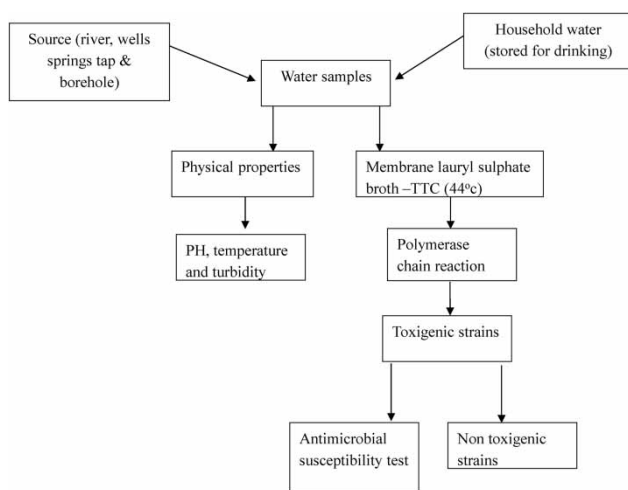 Source (river, wells
springs tap &
borehole)
Household water
(stored for drinking)
Water samples
Physical properties
Membrane lauryl sulphate
broth –TTC (44ºc)
PH, temperature
and turbidity
Polymerase
chain reaction
Toxigenic strains
Antimicrobial
susceptibility test
Non toxigenic
strains